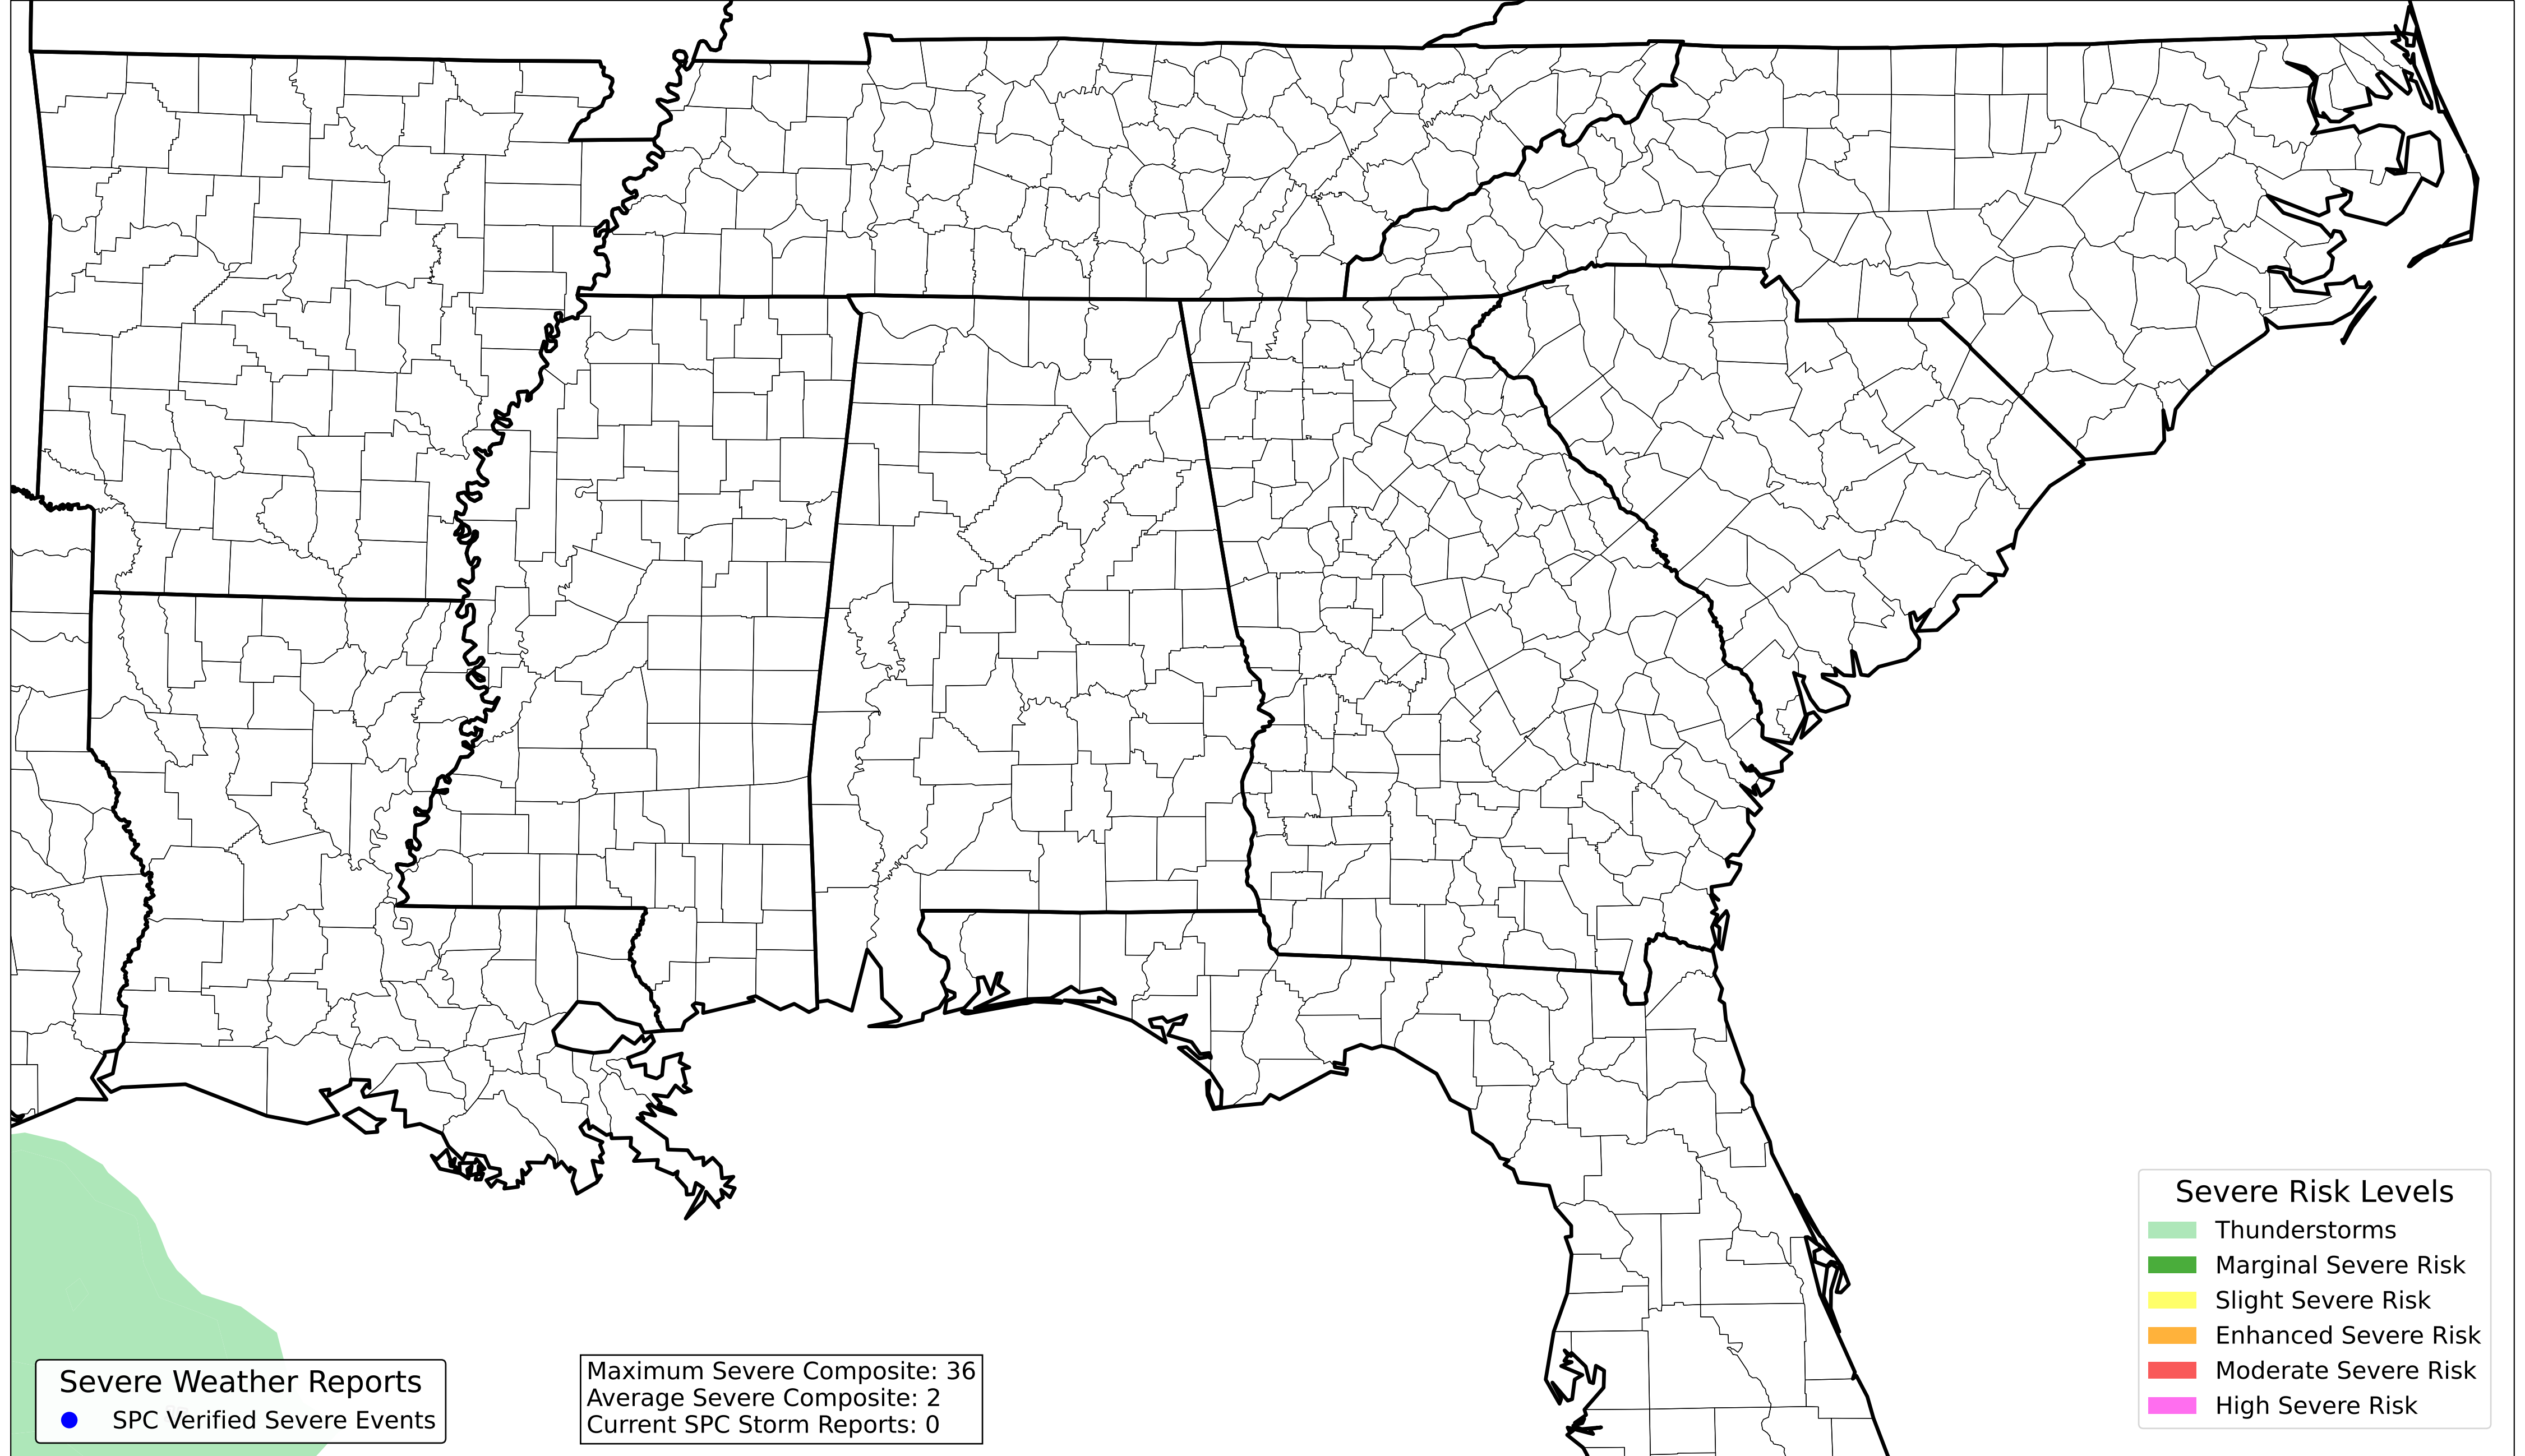 Severe Risk Levels
Thunderstorms
Marginal Severe Risk
Slight Severe Risk
Enhanced Severe Risk
Moderate Severe Risk
High Severe Risk
Severe Weather Reports
SPC Verified Severe Events
Maximum Severe Composite: 36
Average Severe Composite: 2
Current SPC Storm Reports: 0